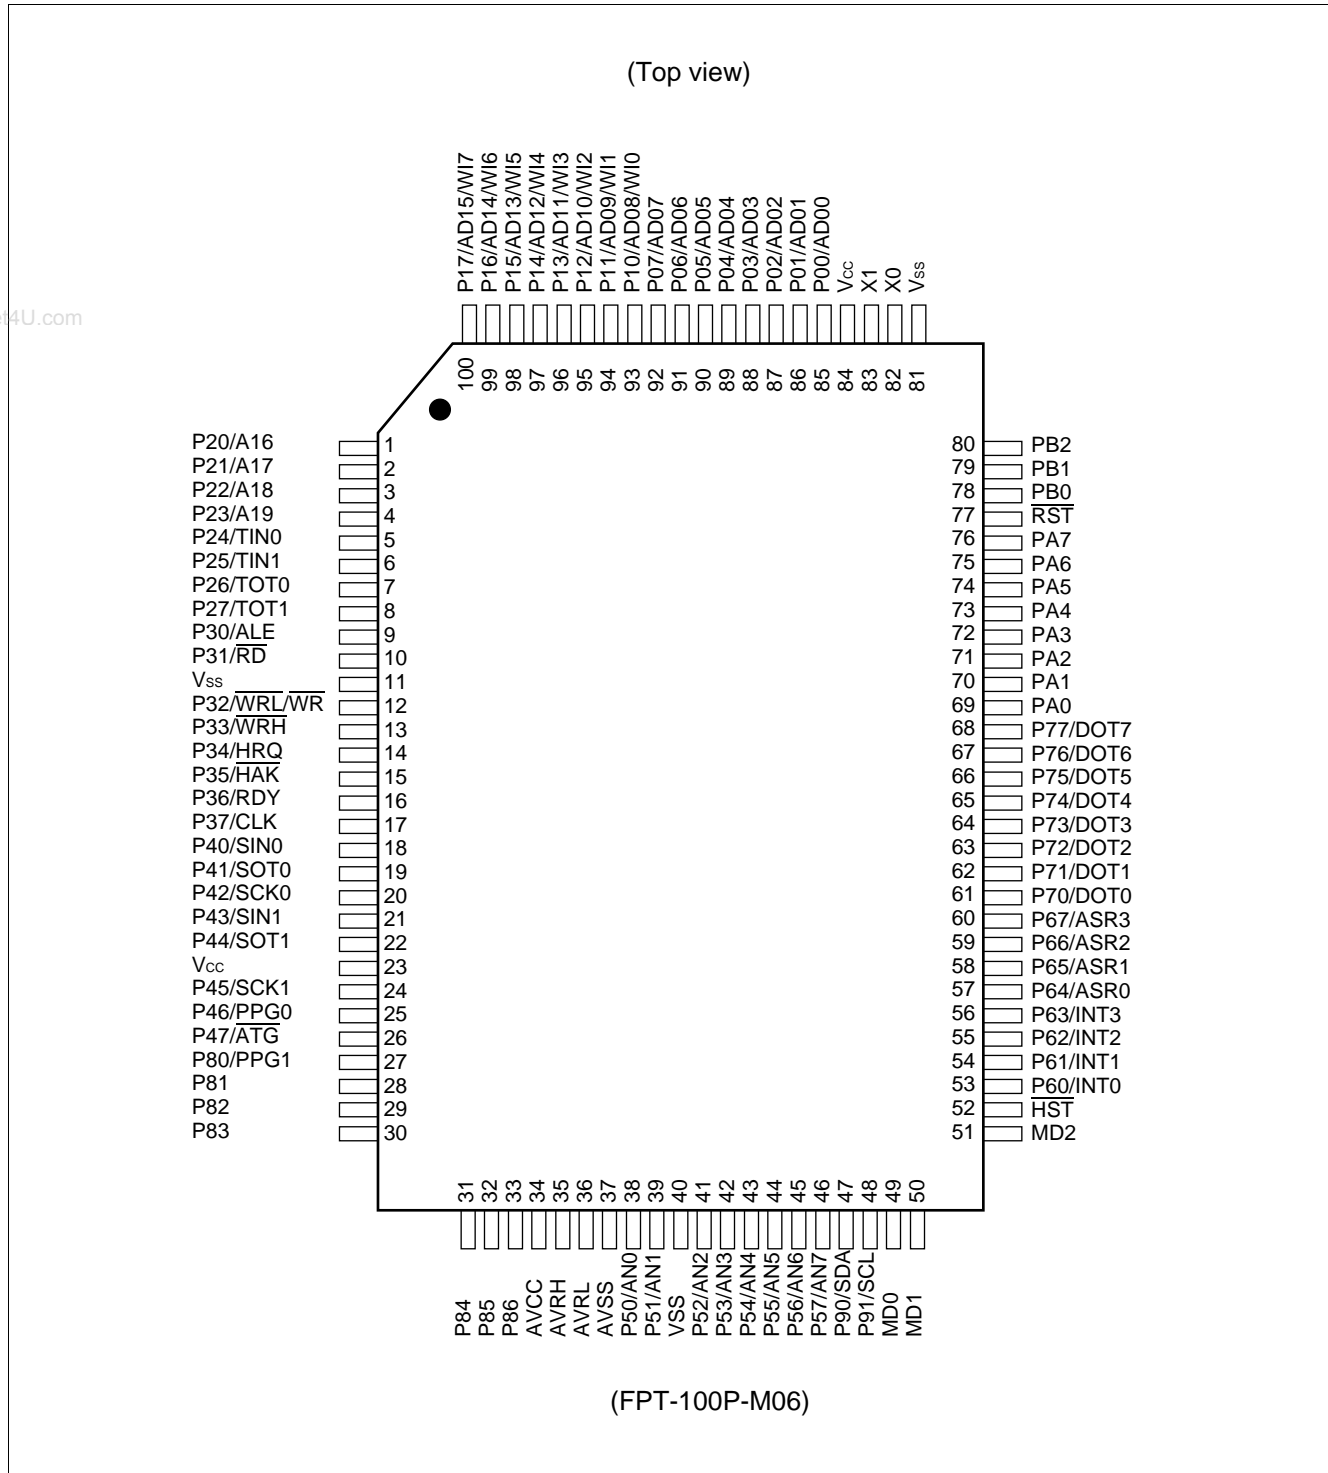 (Top view)
P17/AD15/WI7
P16/AD14/WI6
P15/AD13/WI5
P14/AD12/WI4
P13/AD11/WI3
P12/AD10/WI2
P11/AD09/WI1
P10/AD08/WI0
P07/AD07
P06/AD06
P05/AD05
P04/AD04
P03/AD03
P02/AD02
P01/AD01
P00/AD00
Vcc
X1
X0
Vss
et4U.com
100
99
98
97
96
95
94
93
92
91
90
89
88
87
86
85
84
83
82
81
P20/A16 1
P21/A17 2
P22/A18 3
P23/A19 4
P24/TIN0 5
P25/TIN1 6
P26/TOT0 7
P27/TOT1 8
P30/ALE 9
P31/R̅D̅ 10
Vss 11
P32/W̅R̅L̅/W̅R̅ 12
P33/W̅R̅H̅ 13
P34/HRQ 14
P35/H̅A̅K̅ 15
P36/RDY 16
P37/CLK 17
P40/SIN0 18
P41/SOT0 19
P42/SCK0 20
P43/SIN1 21
P44/SOT1 22
Vcc 23
P45/SCK1 24
P46/PPG0 25
P47/A̅T̅G̅ 26
P80/PPG1 27
P81 28
P82 29
P83 30
80 PB2
79 PB1
78 PB0
77 R̅S̅T̅
76 PA7
75 PA6
74 PA5
73 PA4
72 PA3
71 PA2
70 PA1
69 PA0
68 P77/DOT7
67 P76/DOT6
66 P75/DOT5
65 P74/DOT4
64 P73/DOT3
63 P72/DOT2
62 P71/DOT1
61 P70/DOT0
60 P67/ASR3
59 P66/ASR2
58 P65/ASR1
57 P64/ASR0
56 P63/INT3
55 P62/INT2
54 P61/INT1
53 P60/INT0
52 H̅S̅T̅
51 MD2
31
32
33
34
35
36
37
38
39
40
41
42
43
44
45
46
47
48
49
50
P84
P85
P86
AVCC
AVRH
AVRL
AVSS
P50/AN0
P51/AN1
VSS
P52/AN2
P53/AN3
P54/AN4
P55/AN5
P56/AN6
P57/AN7
P90/SDA
P91/SCL
MD0
MD1
(FPT-100P-M06)